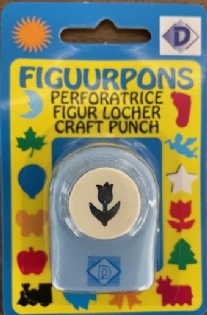 D
FIGUURPONS
PERFORATRICE
FIGUR LOCHER
CRAFT PUNCH
D